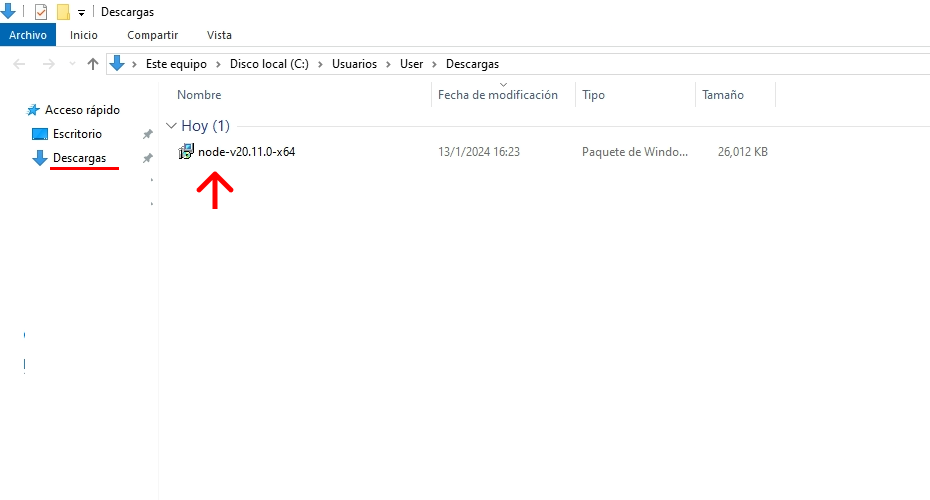 Descargas
Archivo Inicio Compartir Vista
Este equipo Disco local (C:) Usuarios User Descargas
Nombre Fecha de modificación Tipo Tamaño
Acceso rápido
Hoy (1)
Escritorio
node-v20.11.0-x64 13/1/2024 16:23 Paquete de Windo... 26,012 KB
Descargas